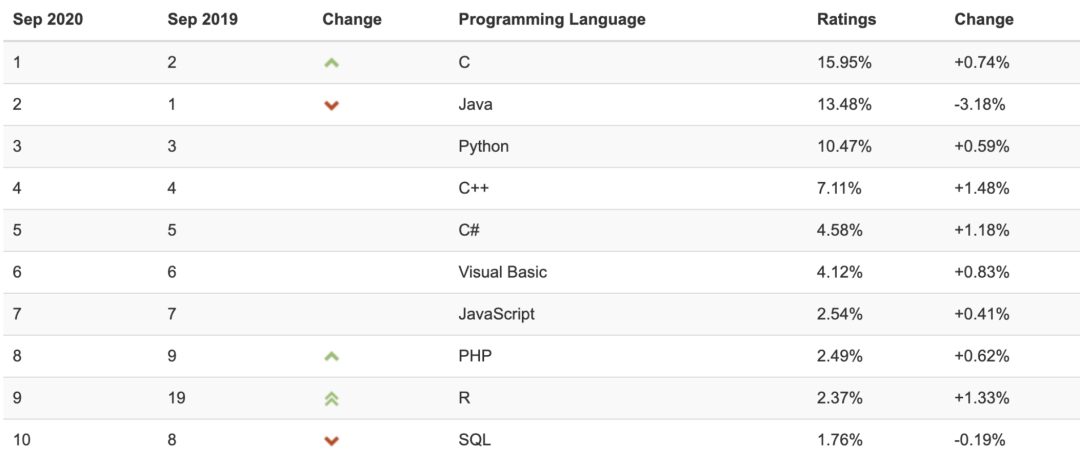 Sep 2020 Sep 2019 Change Programming Language Ratings Change
1 2 C 15.95% +0.74%
2 1 Java 13.48% -3.18%
3 3 Python 10.47% +0.59%
4 4 C++ 7.11% +1.48%
5 5 C# 4.58% +1.18%
6 6 Visual Basic 4.12% +0.83%
7 7 JavaScript 2.54% +0.41%
8 9 PHP 2.49% +0.62%
9 19 R 2.37% +1.33%
10 8 SQL 1.76% -0.19%